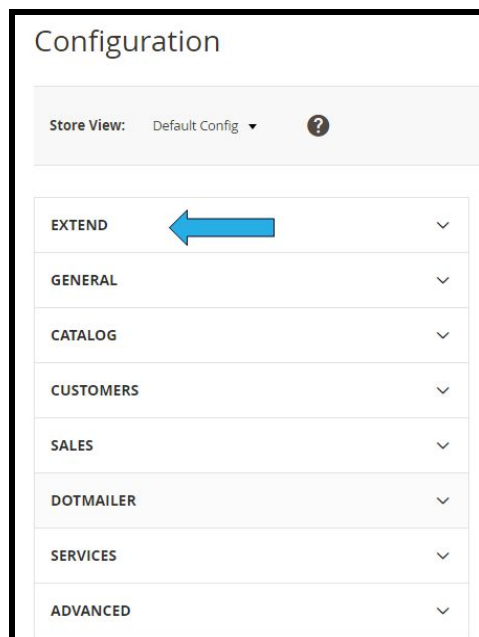 Configuration
Store View: Default Config ?
EXTEND
GENERAL
CATALOG
CUSTOMERS
SALES
DOTMAILER
SERVICES
ADVANCED